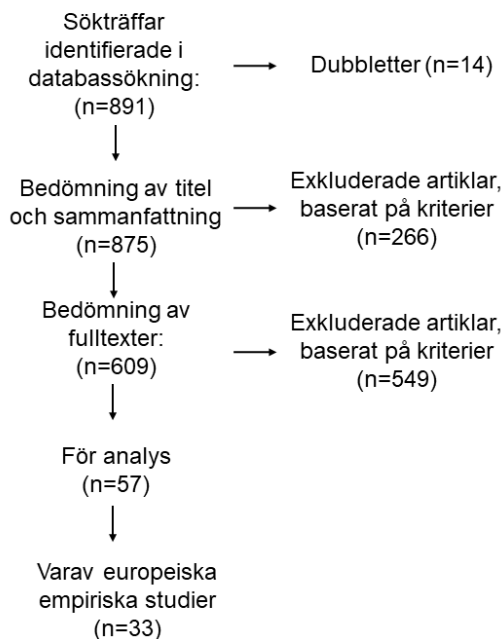 Sökträffar
identifierade i
databassökning:
(n=891)
Dubbletter (n=14)
Bedömning av titel
och sammanfattning
(n=875)
Exkluderade artiklar,
baserat på kriterier
(n=266)
Bedömning av
fulltexter:
(n=609)
Exkluderade artiklar,
baserat på kriterier
(n=549)
För analys
(n=57)
Varav europeiska
empiriska studier
(n=33)